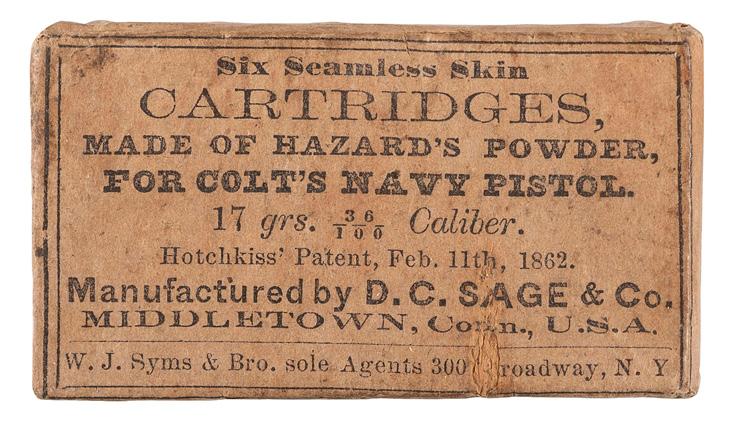 Six Seamless Skin
CARTRIDGES,
MADE OF HAZARD'S POWDER,
FOR COLT'S NAVY PISTOL.
17 grs. 36/100 Caliber.
Hotchkiss' Patent, Feb. 11th, 1862.
Manufactured by D. C. SAGE & Co.
MIDDLETOWN, Conn., U.S.A.
W. J. Syms & Bro. sole Agents 300 roadway, N. Y